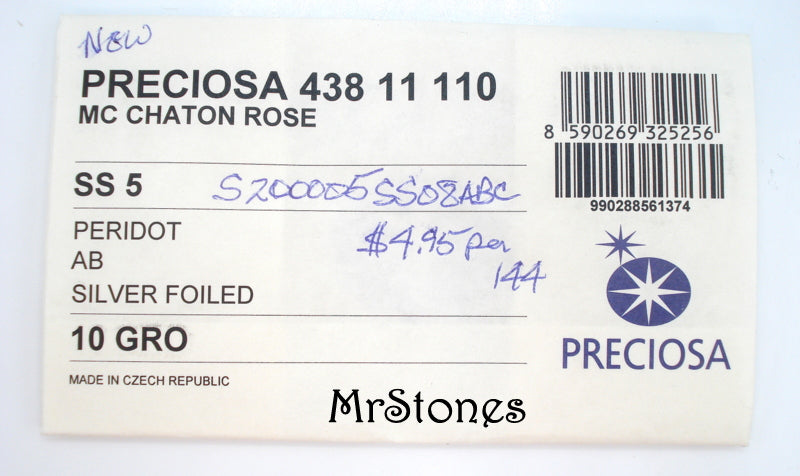 NEW
PRECIOSA 438 11 110
MC CHATON ROSE
8 590269 325256
990288561374
SS 5
S200005SS08ABC
PERIDOT
AB
SILVER FOILED
$4.95 per
144
10 GRO
PRECIOSA
MADE IN CZECH REPUBLIC
MrStones